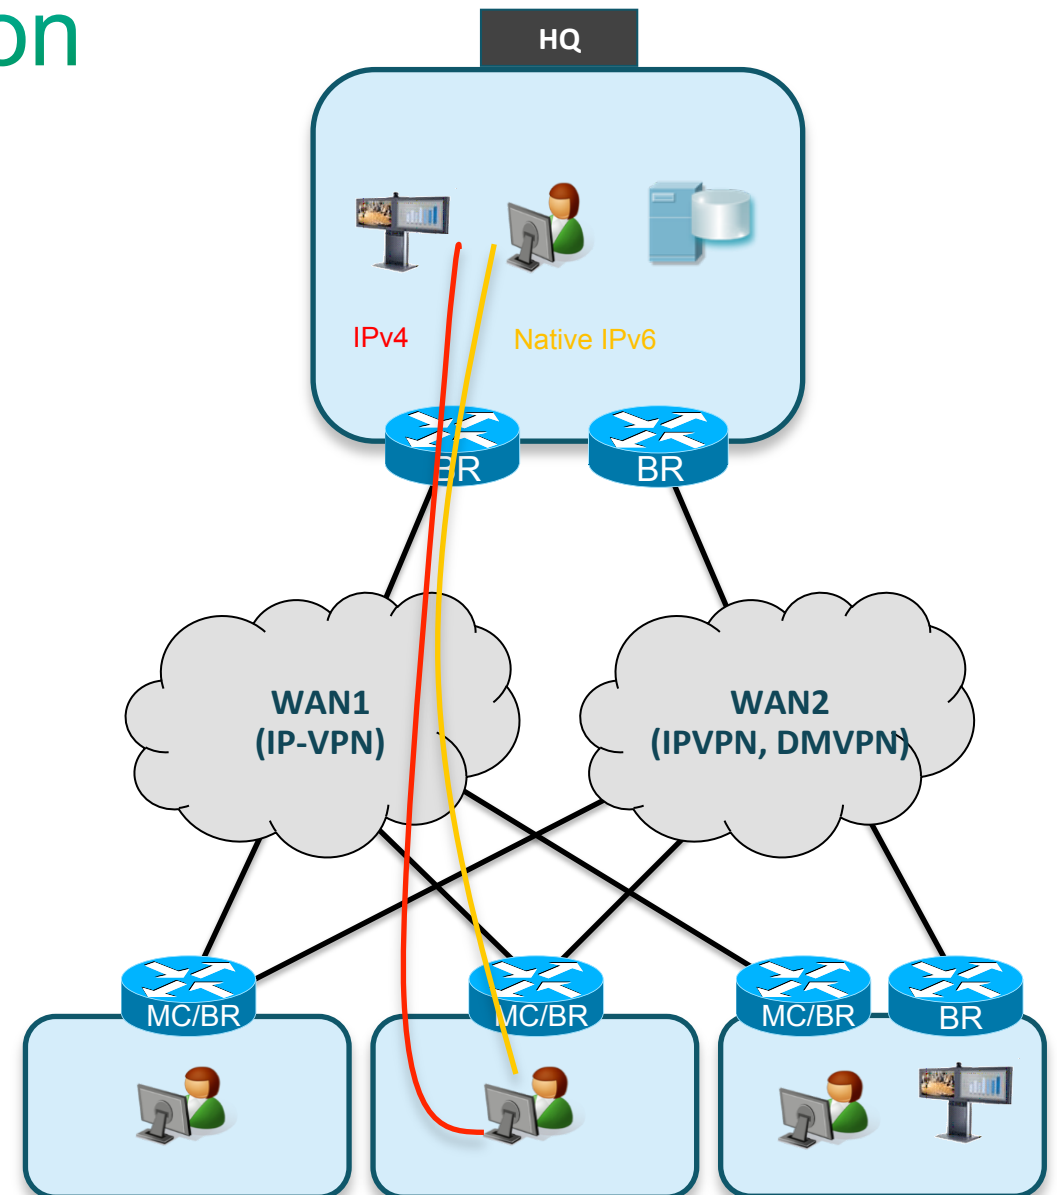 on
HQ
IPv4
Native IPv6
BR
BR
WAN1
(IP-VPN)
WAN2
(IPVPN, DMVPN)
MC/BR
MC/BR
MC/BR
BR